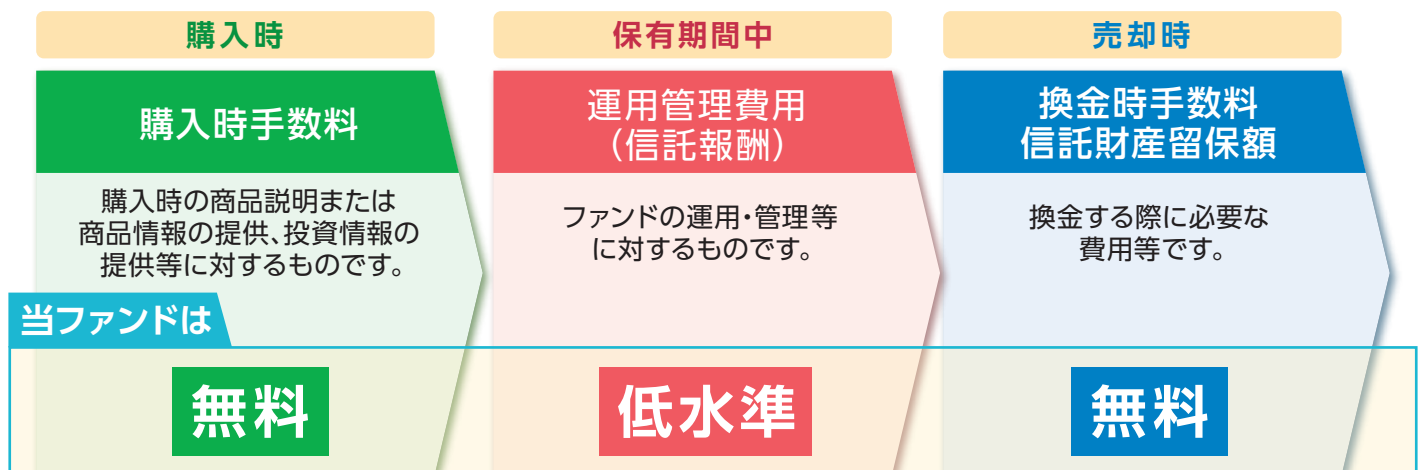 購入時
購入時手数料
購入時の商品説明または
商品情報の提供、投資情報の
提供等に対するものです。
保有期間中
運用管理費用
（信託報酬）
ファンドの運用・管理等
に対するものです。
売却時
換金時手数料
信託財産留保額
換金する際に必要な
費用等です。
当ファンドは
無料
低水準
無料